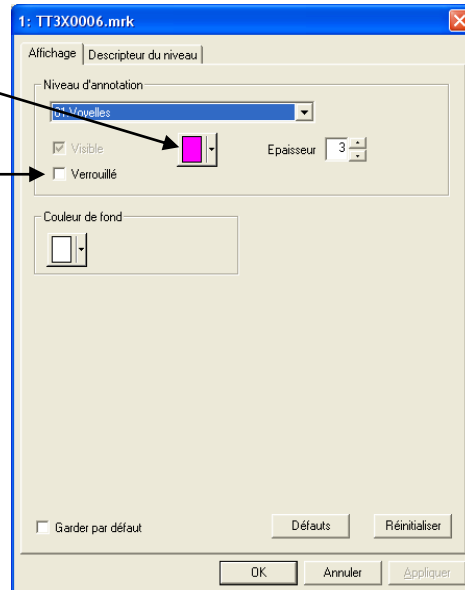 1: TT3X0006.mrk
Affichage Descripteur du niveau
Niveau d'annotation
01 Voyelles
Visible Epaisseur 3
Verrouillé
Couleur de fond
Garder par défaut Défauts Réinitialiser
OK Annuler Appliquer